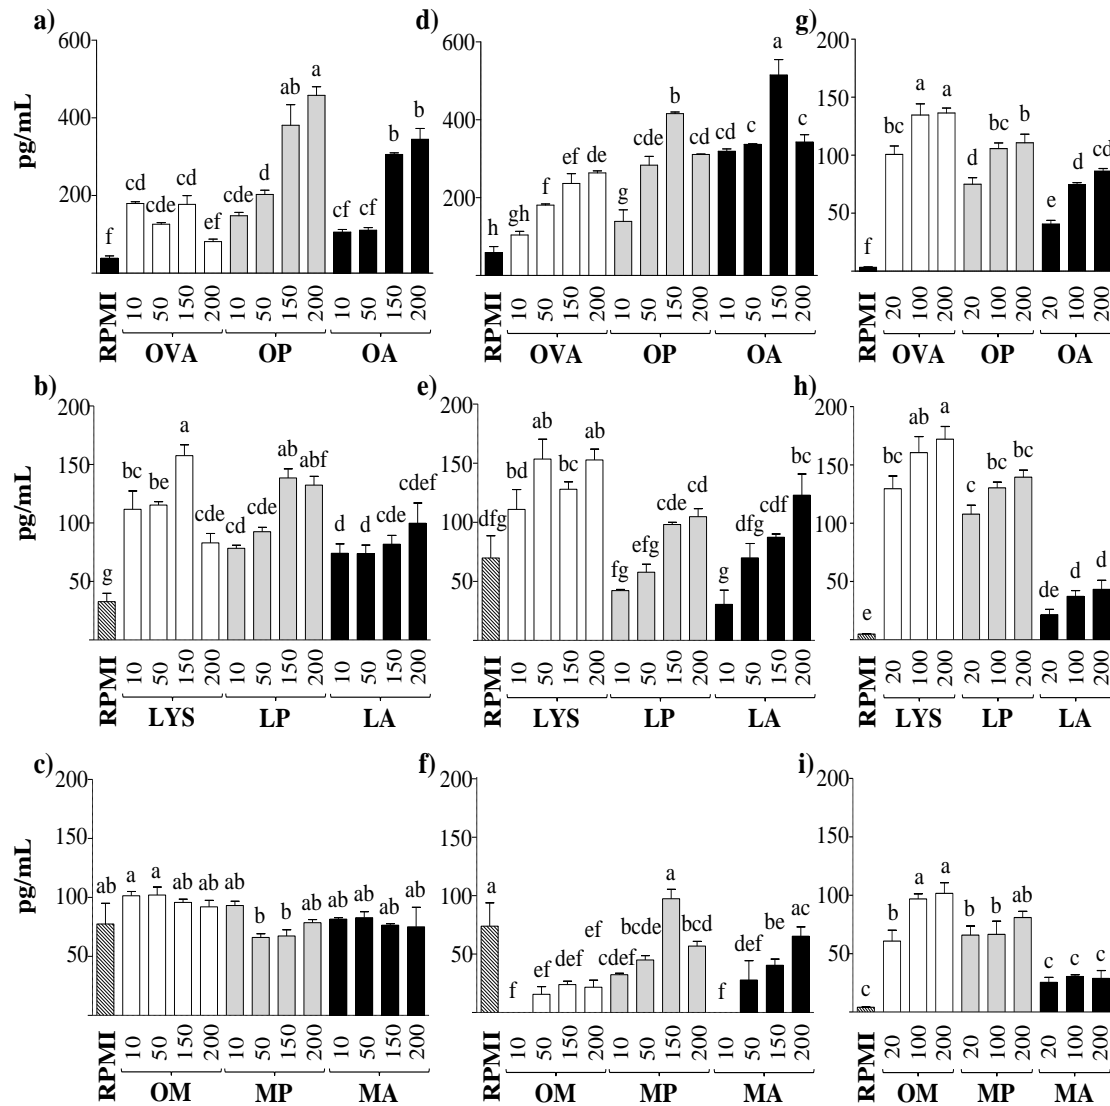 a)
pg/mL
600
400
200
f
cd
cde
cd
ef
cde
d
ab
a
cf
cf
b
b
RPMI 10 50 150 200 10 50 150 200 10 50 150 200
OVA OP OA
d)
600
400
200
h
gh
f
ef
de
g
cde
b
cd
cd
c
a
c
RPMI 10 50 150 200 10 50 150 200 10 50 150 200
OVA OP OA
g)
200
150
100
50
f
bc
a
a
d
bc
b
e
d
cd
RPMI 20 100 200 20 100 200 20 100 200
OVA OP OA
b)
pg/mL
200
150
100
50
g
bc
be
a
cde
cd
cde
ab
abf
d
d
cde
cdef
RPMI 10 50 150 200 10 50 150 200 10 50 150 200
LYS LP LA
e)
200
150
100
50
dfg
bd
ab
bc
ab
fg
efg
cde
cd
g
dfg
cdf
bc
RPMI 10 50 150 200 10 50 150 200 10 50 150 200
LYS LP LA
h)
200
150
100
50
e
bc
ab
a
c
bc
bc
de
d
d
RPMI 20 100 200 20 100 200 20 100 200
LYS LP LA
c)
pg/mL
200
150
100
50
ab
a
a
ab
ab
ab
b
b
ab
ab
ab
ab
ab
RPMI 10 50 150 200 10 50 150 200 10 50 150 200
OM MP MA
f)
200
150
100
50
a
f
ef
def
ef
cdef
bcde
a
bcd
f
def
be
ac
RPMI 10 50 150 200 10 50 150 200 10 50 150 200
OM MP MA
i)
200
150
100
50
c
b
a
a
b
b
ab
c
c
c
RPMI 20 100 200 20 100 200 20 100 200
OM MP MA